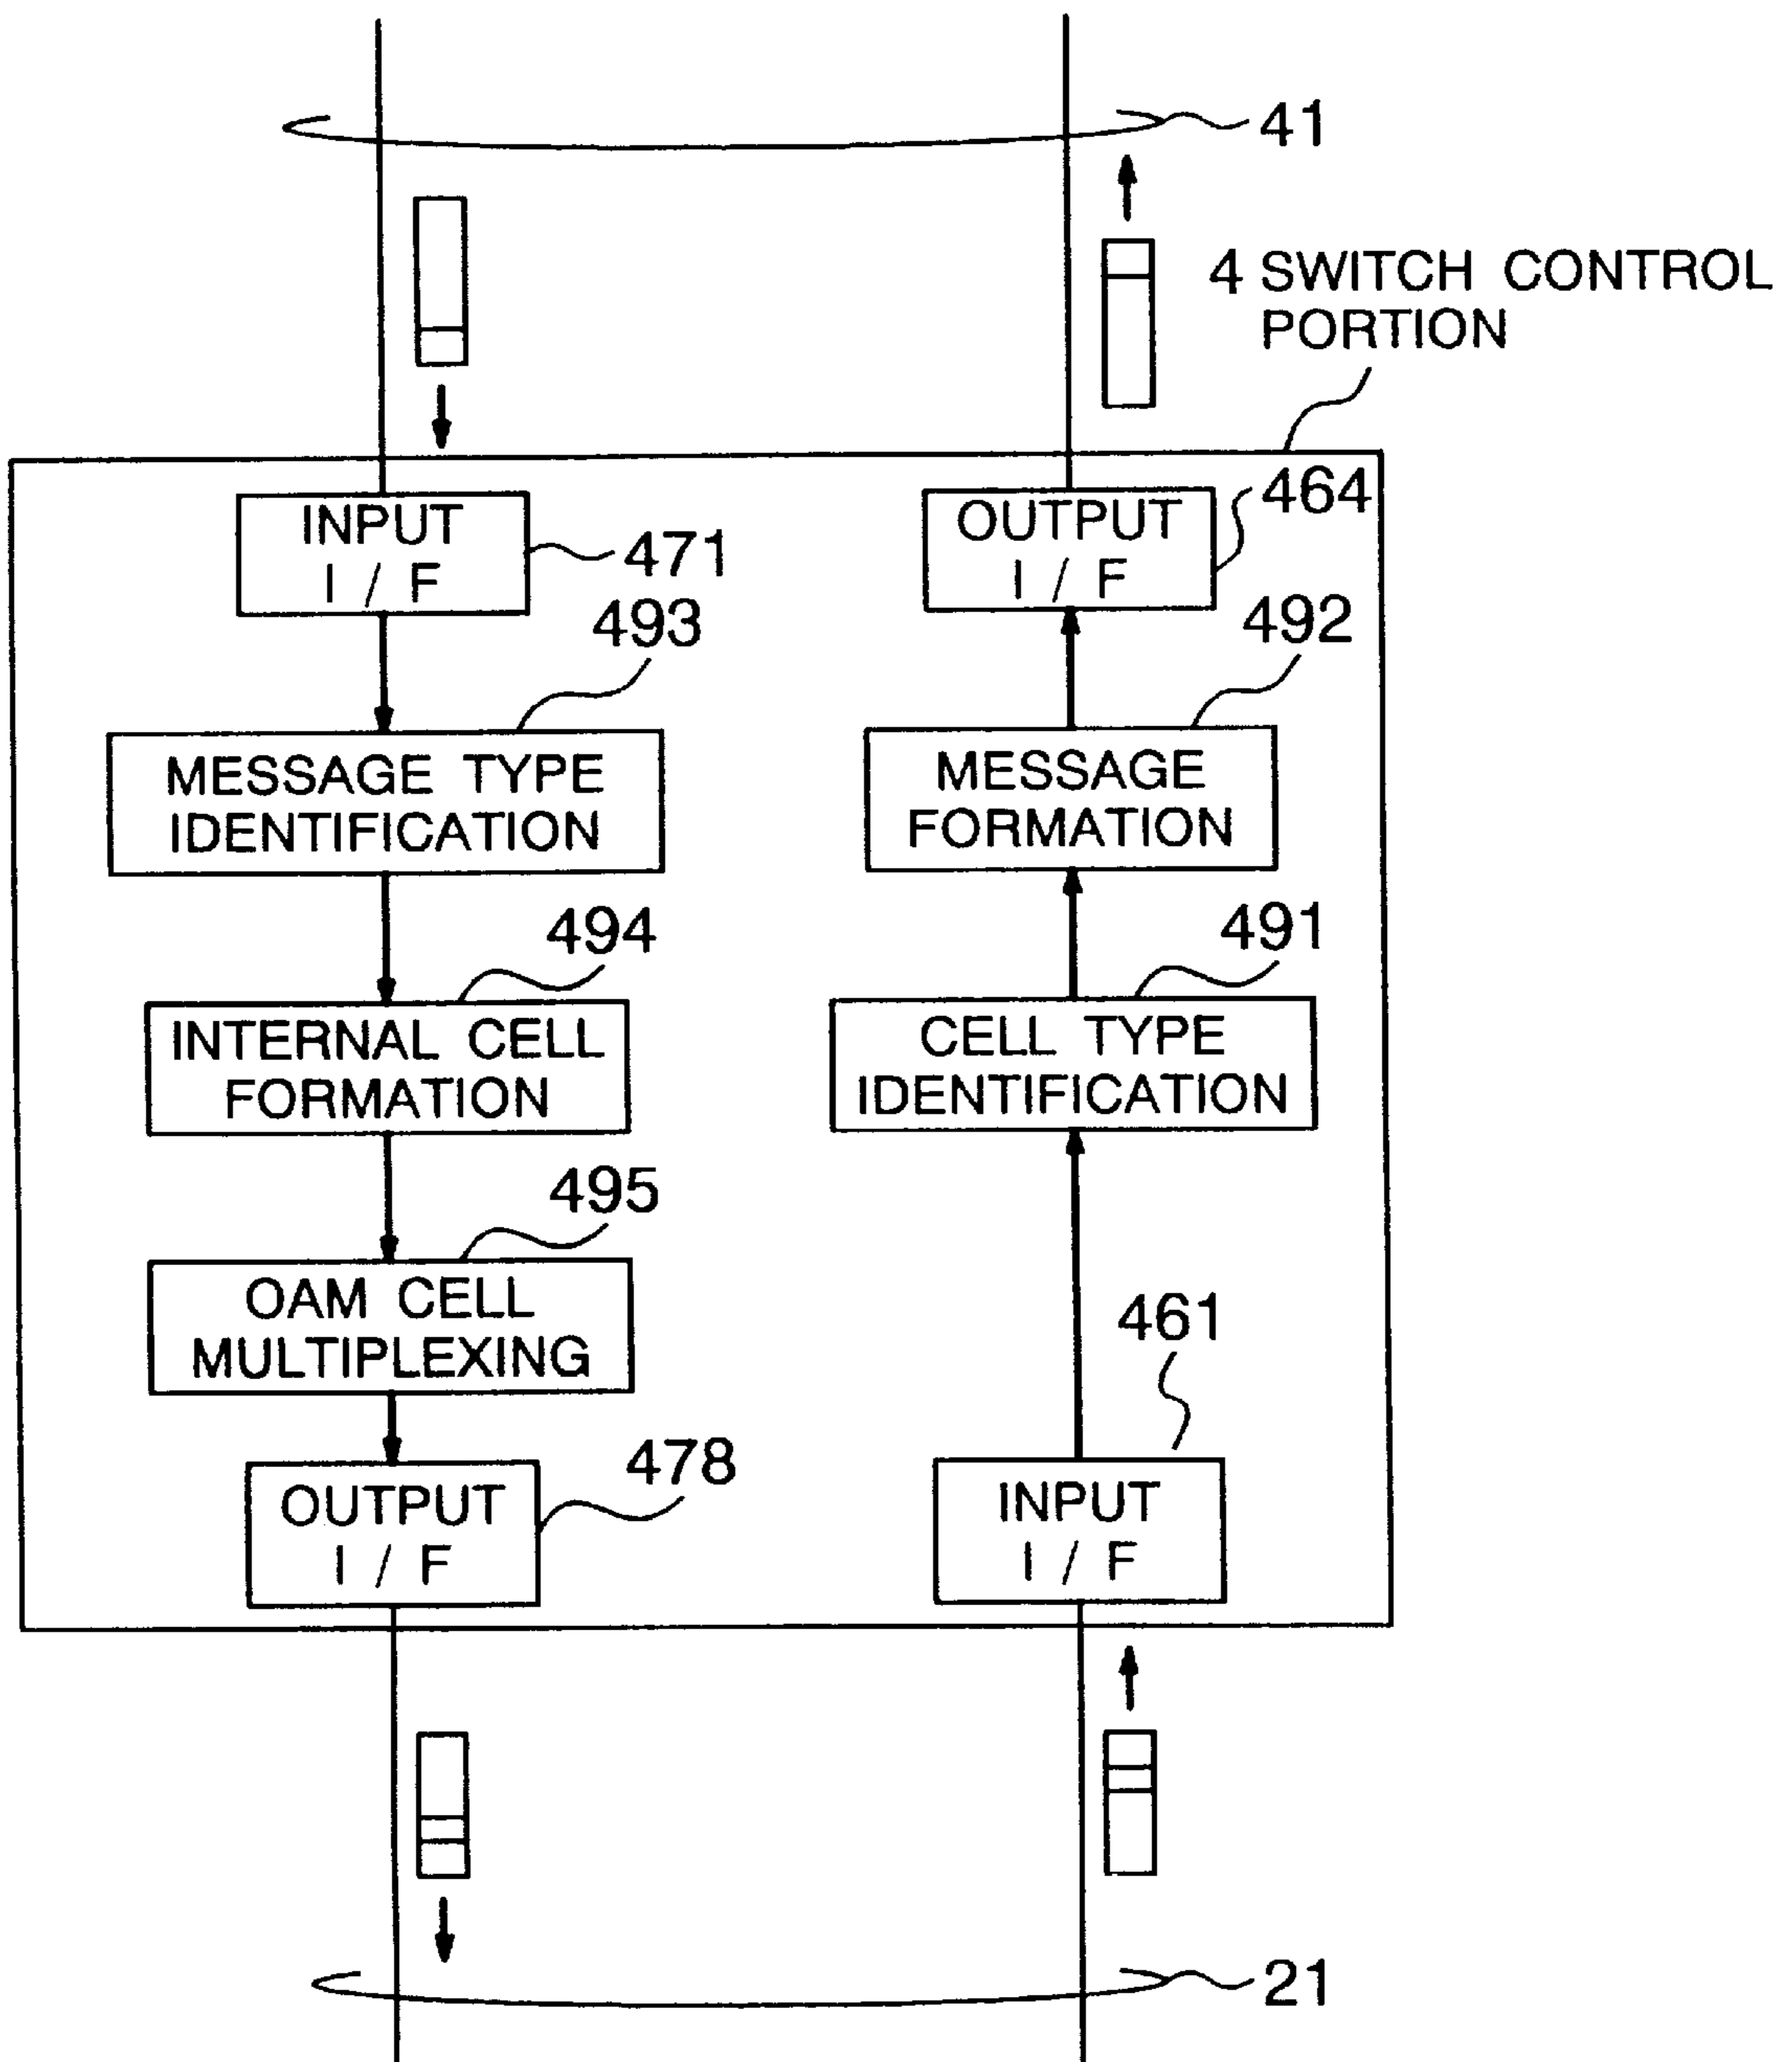 41
4 SWITCH CONTROL
PORTION
INPUT
I / F
471
OUTPUT
I / F
464
493
492
MESSAGE TYPE
IDENTIFICATION
MESSAGE
FORMATION
494
491
INTERNAL CELL
FORMATION
CELL TYPE
IDENTIFICATION
495
OAM CELL
MULTIPLEXING
461
478
OUTPUT
I / F
INPUT
I / F
21